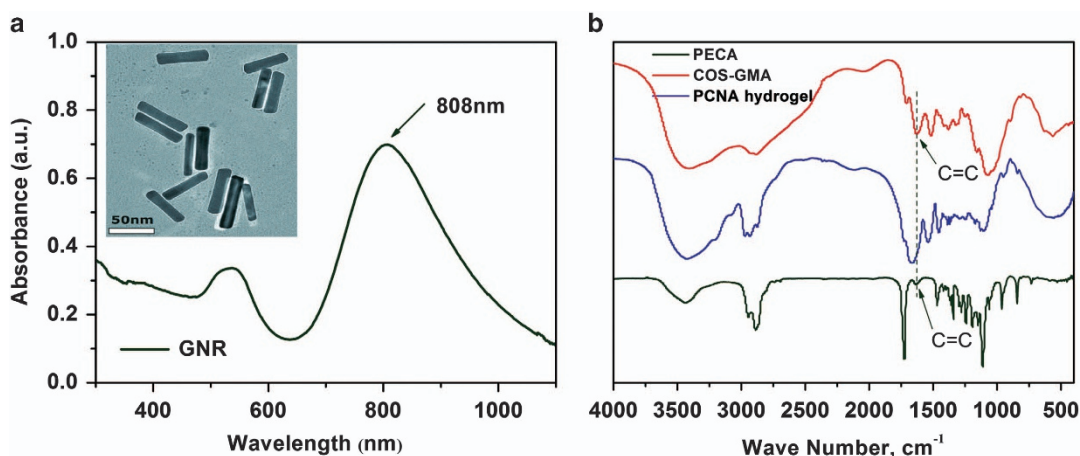 a
1.0
0.8
0.6
0.4
0.2
0.0
Absorbance (a.u.)
50nm
808nm
GNR
400 600 800 1000
Wavelength (nm)
b
PECA
COS-GMA
PCNA hydrogel
C=C
C=C
4000 3500 3000 2500 2000 1500 1000 500
Wave Number, cm-1